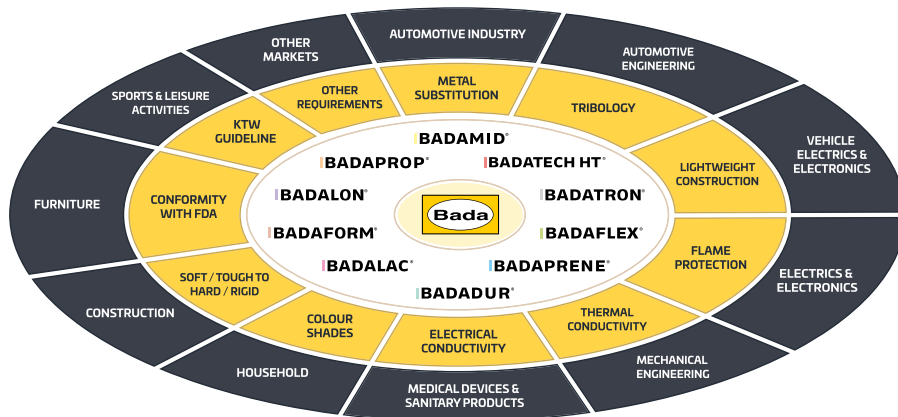 OTHER
MARKETS
AUTOMOTIVE INDUSTRY
AUTOMOTIVE
ENGINEERING
VEHICLE
ELECTRICS &
ELECTRONICS
ELECTRICS &
ELECTRONICS
MECHANICAL
ENGINEERING
MEDICAL DEVICES &
SANITARY PRODUCTS
HOUSEHOLD
CONSTRUCTION
FURNITURE
SPORTS & LEISURE
ACTIVITIES
OTHER
REQUIREMENTS
METAL
SUBSTITUTION
TRIBOLOGY
LIGHTWEIGHT
CONSTRUCTION
FLAME
PROTECTION
THERMAL
CONDUCTIVITY
ELECTRICAL
CONDUCTIVITY
COLOUR
SHADES
SOFT / TOUGH TO
HARD / RIGID
CONFORMITY
WITH FDA
KTW
GUIDELINE
BADAMID®
BADAPROP®
BADATECH HT®
BADALON®
BADATRON®
Bada
BADAFORM®
BADAFLEX®
BADALAC®
BADAPRENE®
BADADUR®